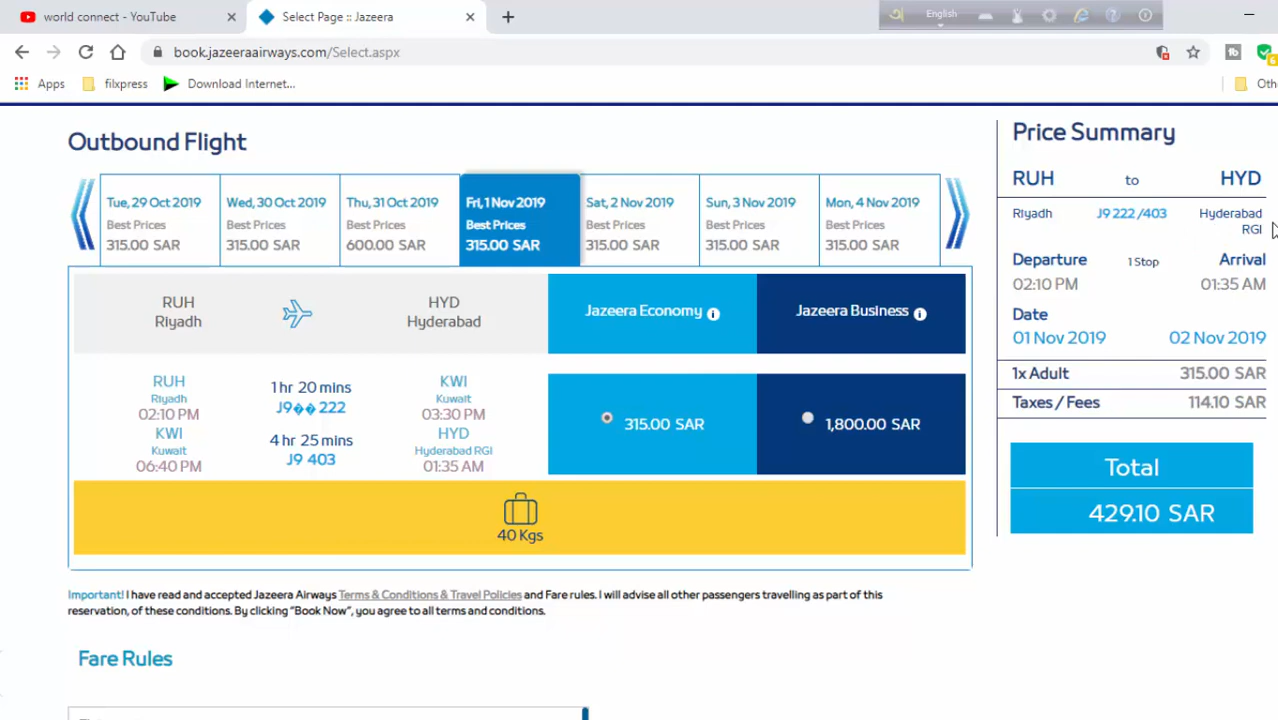 world connect - YouTube
Select Page :: Jazeera
English
book.jazeeraairways.com/Select.aspx
Apps
filxpress
Download Internet...
Oth
Outbound Flight
Tue, 29 Oct 2019
Best Prices
315.00 SAR
Wed, 30 Oct 2019
Best Prices
315.00 SAR
Thu, 31 Oct 2019
Best Prices
600.00 SAR
Fri, 1 Nov 2019
Best Prices
315.00 SAR
Sat, 2 Nov 2019
Best Prices
315.00 SAR
Sun, 3 Nov 2019
Best Prices
315.00 SAR
Mon, 4 Nov 2019
Best Prices
315.00 SAR
RUH
Riyadh
HYD
Hyderabad
Jazeera Economy
Jazeera Business
RUH
Riyadh
02:10 PM
1 hr 20 mins
J9�� 222
KWI
Kuwait
03:30 PM
KWI
Kuwait
06:40 PM
4 hr 25 mins
J9 403
HYD
Hyderabad RGI
01:35 AM
315.00 SAR
1,800.00 SAR
40 Kgs
Important! I have read and accepted Jazeera Airways Terms & Conditions & Travel Policies and Fare rules. I will advise all other passengers travelling as part of this
reservation, of these conditions. By clicking "Book Now", you agree to all terms and conditions.
Fare Rules
Price Summary
RUH to HYD
Riyadh J9 222 /403 Hyderabad
RGI
Departure 1 Stop Arrival
02:10 PM 01:35 AM
Date
01 Nov 2019 02 Nov 2019
1x Adult 315.00 SAR
Taxes / Fees 114.10 SAR
Total
429.10 SAR